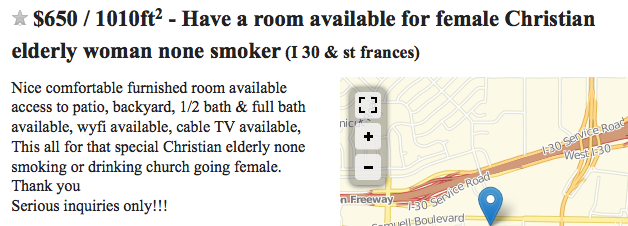 $650 / 1010ft² - Have a room available for female Christian
elderly woman none smoker (I 30 & st frances)
Nice comfortable furnished room available
access to patio, backyard, 1/2 bath & full bath
available, wyfi available, cable TV available,
This all for that special Christian elderly none
smoking or drinking church going female.
Thank you
Serious inquiries only!!!
+
−
I-30 Service Road
West I-30
n Freeway
I-30 Service Road
Samuell Boulevard